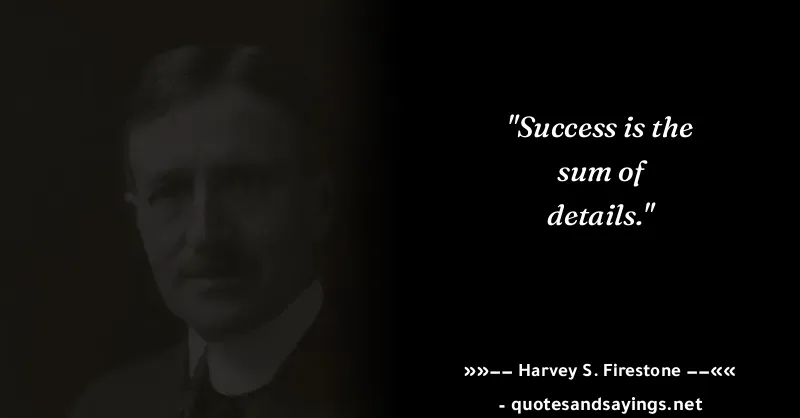 "Success is the
sum of
details."
»»–– Harvey S. Firestone ––««
- quotesandsayings.net